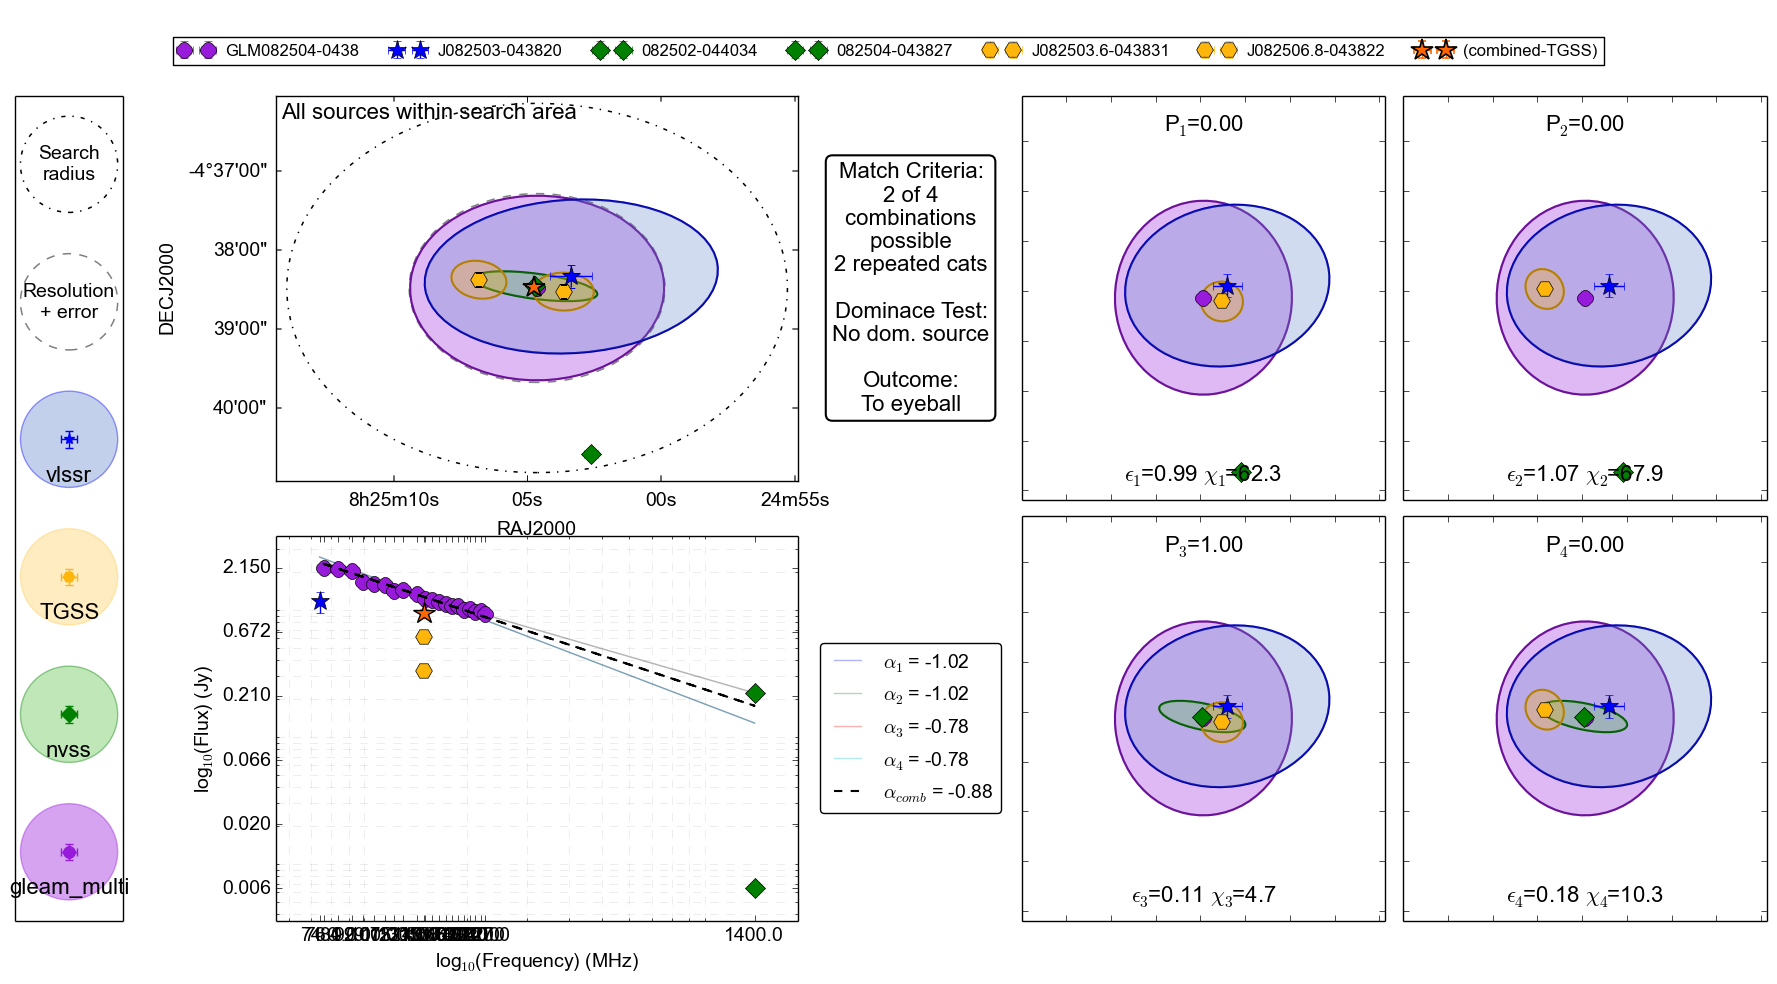 GLM082504-0438 J082503-043820 082502-044034 082504-043827 J082503.6-043831 J082506.8-043822 (combined-TGSS)
Search
radius
Resolution
+ error
vlssr
TGSS
nvss
gleam_multi
All sources within search area
DECJ2000
-4°37'00"
38'00"
39'00"
40'00"
8h25m10s 05s 00s 24m55s
RAJ2000
Match Criteria:
2 of 4
combinations
possible
2 repeated cats
Dominace Test:
No dom. source
Outcome:
To eyeball
P1=0.00
ϵ1=0.99 χ1=62.3
P2=0.00
ϵ2=1.07 χ2=67.9
log10(Flux) (Jy)
2.150
0.672
0.210
0.066
0.020
0.006
1400.0
log10(Frequency) (MHz)
α1 = -1.02
α2 = -1.02
α3 = -0.78
α4 = -0.78
αcomb = -0.88
P3=1.00
ϵ3=0.11 χ3=4.7
P4=0.00
ϵ4=0.18 χ4=10.3